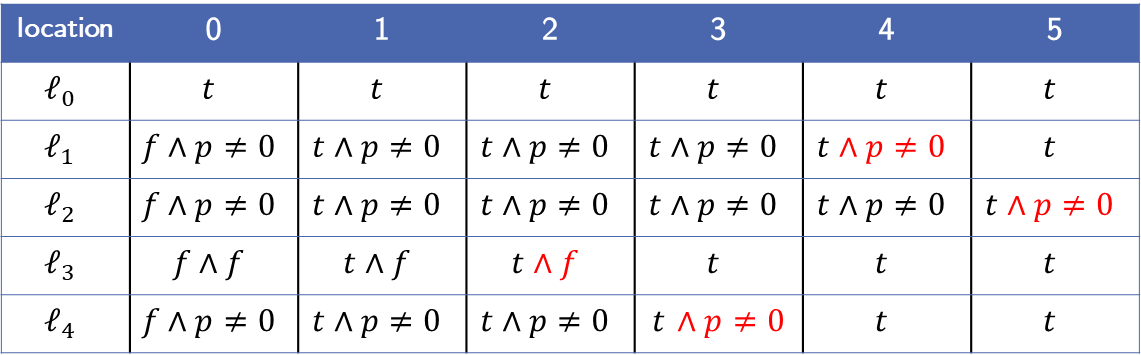 location 0 1 2 3 4 5
ℓ₀ t t t t t t
ℓ₁ f ∧ p ≠ 0 t ∧ p ≠ 0 t ∧ p ≠ 0 t ∧ p ≠ 0 t ∧ p ≠ 0 t
ℓ₂ f ∧ p ≠ 0 t ∧ p ≠ 0 t ∧ p ≠ 0 t ∧ p ≠ 0 t ∧ p ≠ 0 t ∧ p ≠ 0
ℓ₃ f ∧ f t ∧ f t ∧ f t t t
ℓ₄ f ∧ p ≠ 0 t ∧ p ≠ 0 t ∧ p ≠ 0 t ∧ p ≠ 0 t t